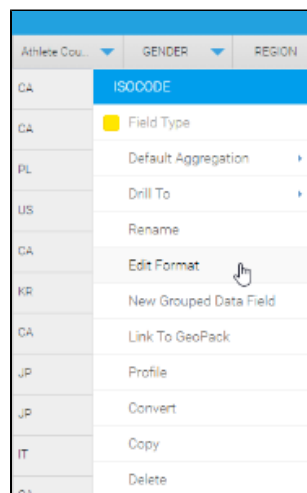 Athlete Cou... GENDER REGION
CA ISOCODE
CA Field Type
Default Aggregation
PL
Drill To
US
Rename
CA Edit Format
KR
New Grouped Data Field
CA Link To GeoPack
JP Profile
JP Convert
IT Copy
Delete
CA